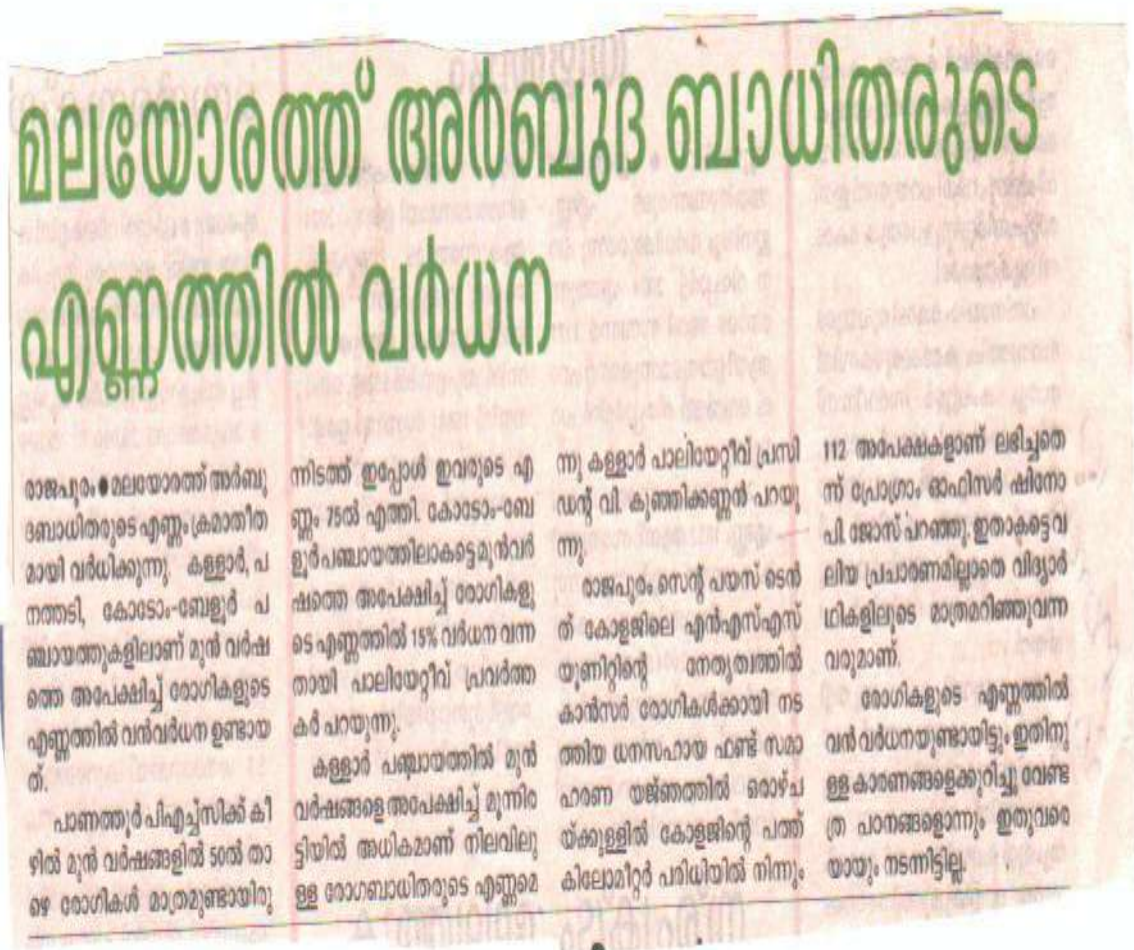 മലയോരത്ത് അർബുദ ബാധിതരുടെ
എണ്ണത്തിൽ വർധന
രാജപുരം ● മലയോരത്ത് അർബു
ദബാധിതരുടെ എണ്ണം ക്രമാതീത
മായി വർധിക്കുന്നു. കള്ളാർ, പ
നത്തടി, കോടോം-ബേളൂർ പ
ഞ്ചായത്തുകളിലാണ് മുൻ വർഷ
ത്തെ അപേക്ഷിച്ച് രോഗികളുടെ
എണ്ണത്തിൽ വൻവർധന ഉണ്ടായ
ത്.
പാണത്തൂർ പിഎച്ച്സിക്ക് കീ
ഴിൽ മുൻ വർഷങ്ങളിൽ 50ൽ താ
ഴെ രോഗികൾ മാത്രമുണ്ടായിരു
ന്നിടത്ത് ഇപ്പോൾ ഇവരുടെ എ
ണ്ണം 75ൽ എത്തി. കോടോം-ബേ
ളൂർ പഞ്ചായത്തിലാകട്ടെ മുൻവർ
ഷത്തെ അപേക്ഷിച്ച് രോഗികളു
ടെ എണ്ണത്തിൽ 15% വർധന വന്ന
തായി പാലിയേറ്റീവ് പ്രവർത്ത
കർ പറയുന്നു.
കള്ളാർ പഞ്ചായത്തിൽ മുൻ
വർഷങ്ങളെ അപേക്ഷിച്ച് മൂന്നിര
ട്ടിയിൽ അധികമാണ് നിലവിലു
ള്ള രോഗബാധിതരുടെ എണ്ണമെ
ന്നു കള്ളാർ പാലിയേറ്റീവ് പ്രസി
ഡന്റ് വി. കുഞ്ഞിക്കണ്ണൻ പറയു
ന്നു.
രാജപുരം സെന്റ് പയസ് ടെൻ
ത് കോളജിലെ എൻഎസ്എസ്
യൂണിറ്റിന്റെ നേതൃത്വത്തിൽ
കാൻസർ രോഗികൾക്കായി നട
ത്തിയ ധനസഹായ ഫണ്ട് സമാ
ഹരണ യജ്ഞത്തിൽ ഒരാഴ്ച
യ്ക്കുള്ളിൽ കോളജിന്റെ പത്ത്
കിലോമീറ്റർ പരിധിയിൽ നിന്നും
112 അപേക്ഷകളാണ് ലഭിച്ചതെ
ന്ന് പ്രോഗ്രാം ഓഫിസർ ഷിനോ
പി. ജോസ് പറഞ്ഞു. ഇതാകട്ടെ വ
ലിയ പ്രചാരണമില്ലാതെ വിദ്യാർ
ഥികളിലൂടെ മാത്രമറിഞ്ഞുവന്ന
വരുമാണ്.
രോഗികളുടെ എണ്ണത്തിൽ
വൻ വർധനയുണ്ടായിട്ടും ഇതിനു
ള്ള കാരണങ്ങളെക്കുറിച്ചു വേണ്ട
ത്ര പഠനങ്ങളൊന്നും ഇതുവരെ
യായും നടന്നിട്ടില്ല.